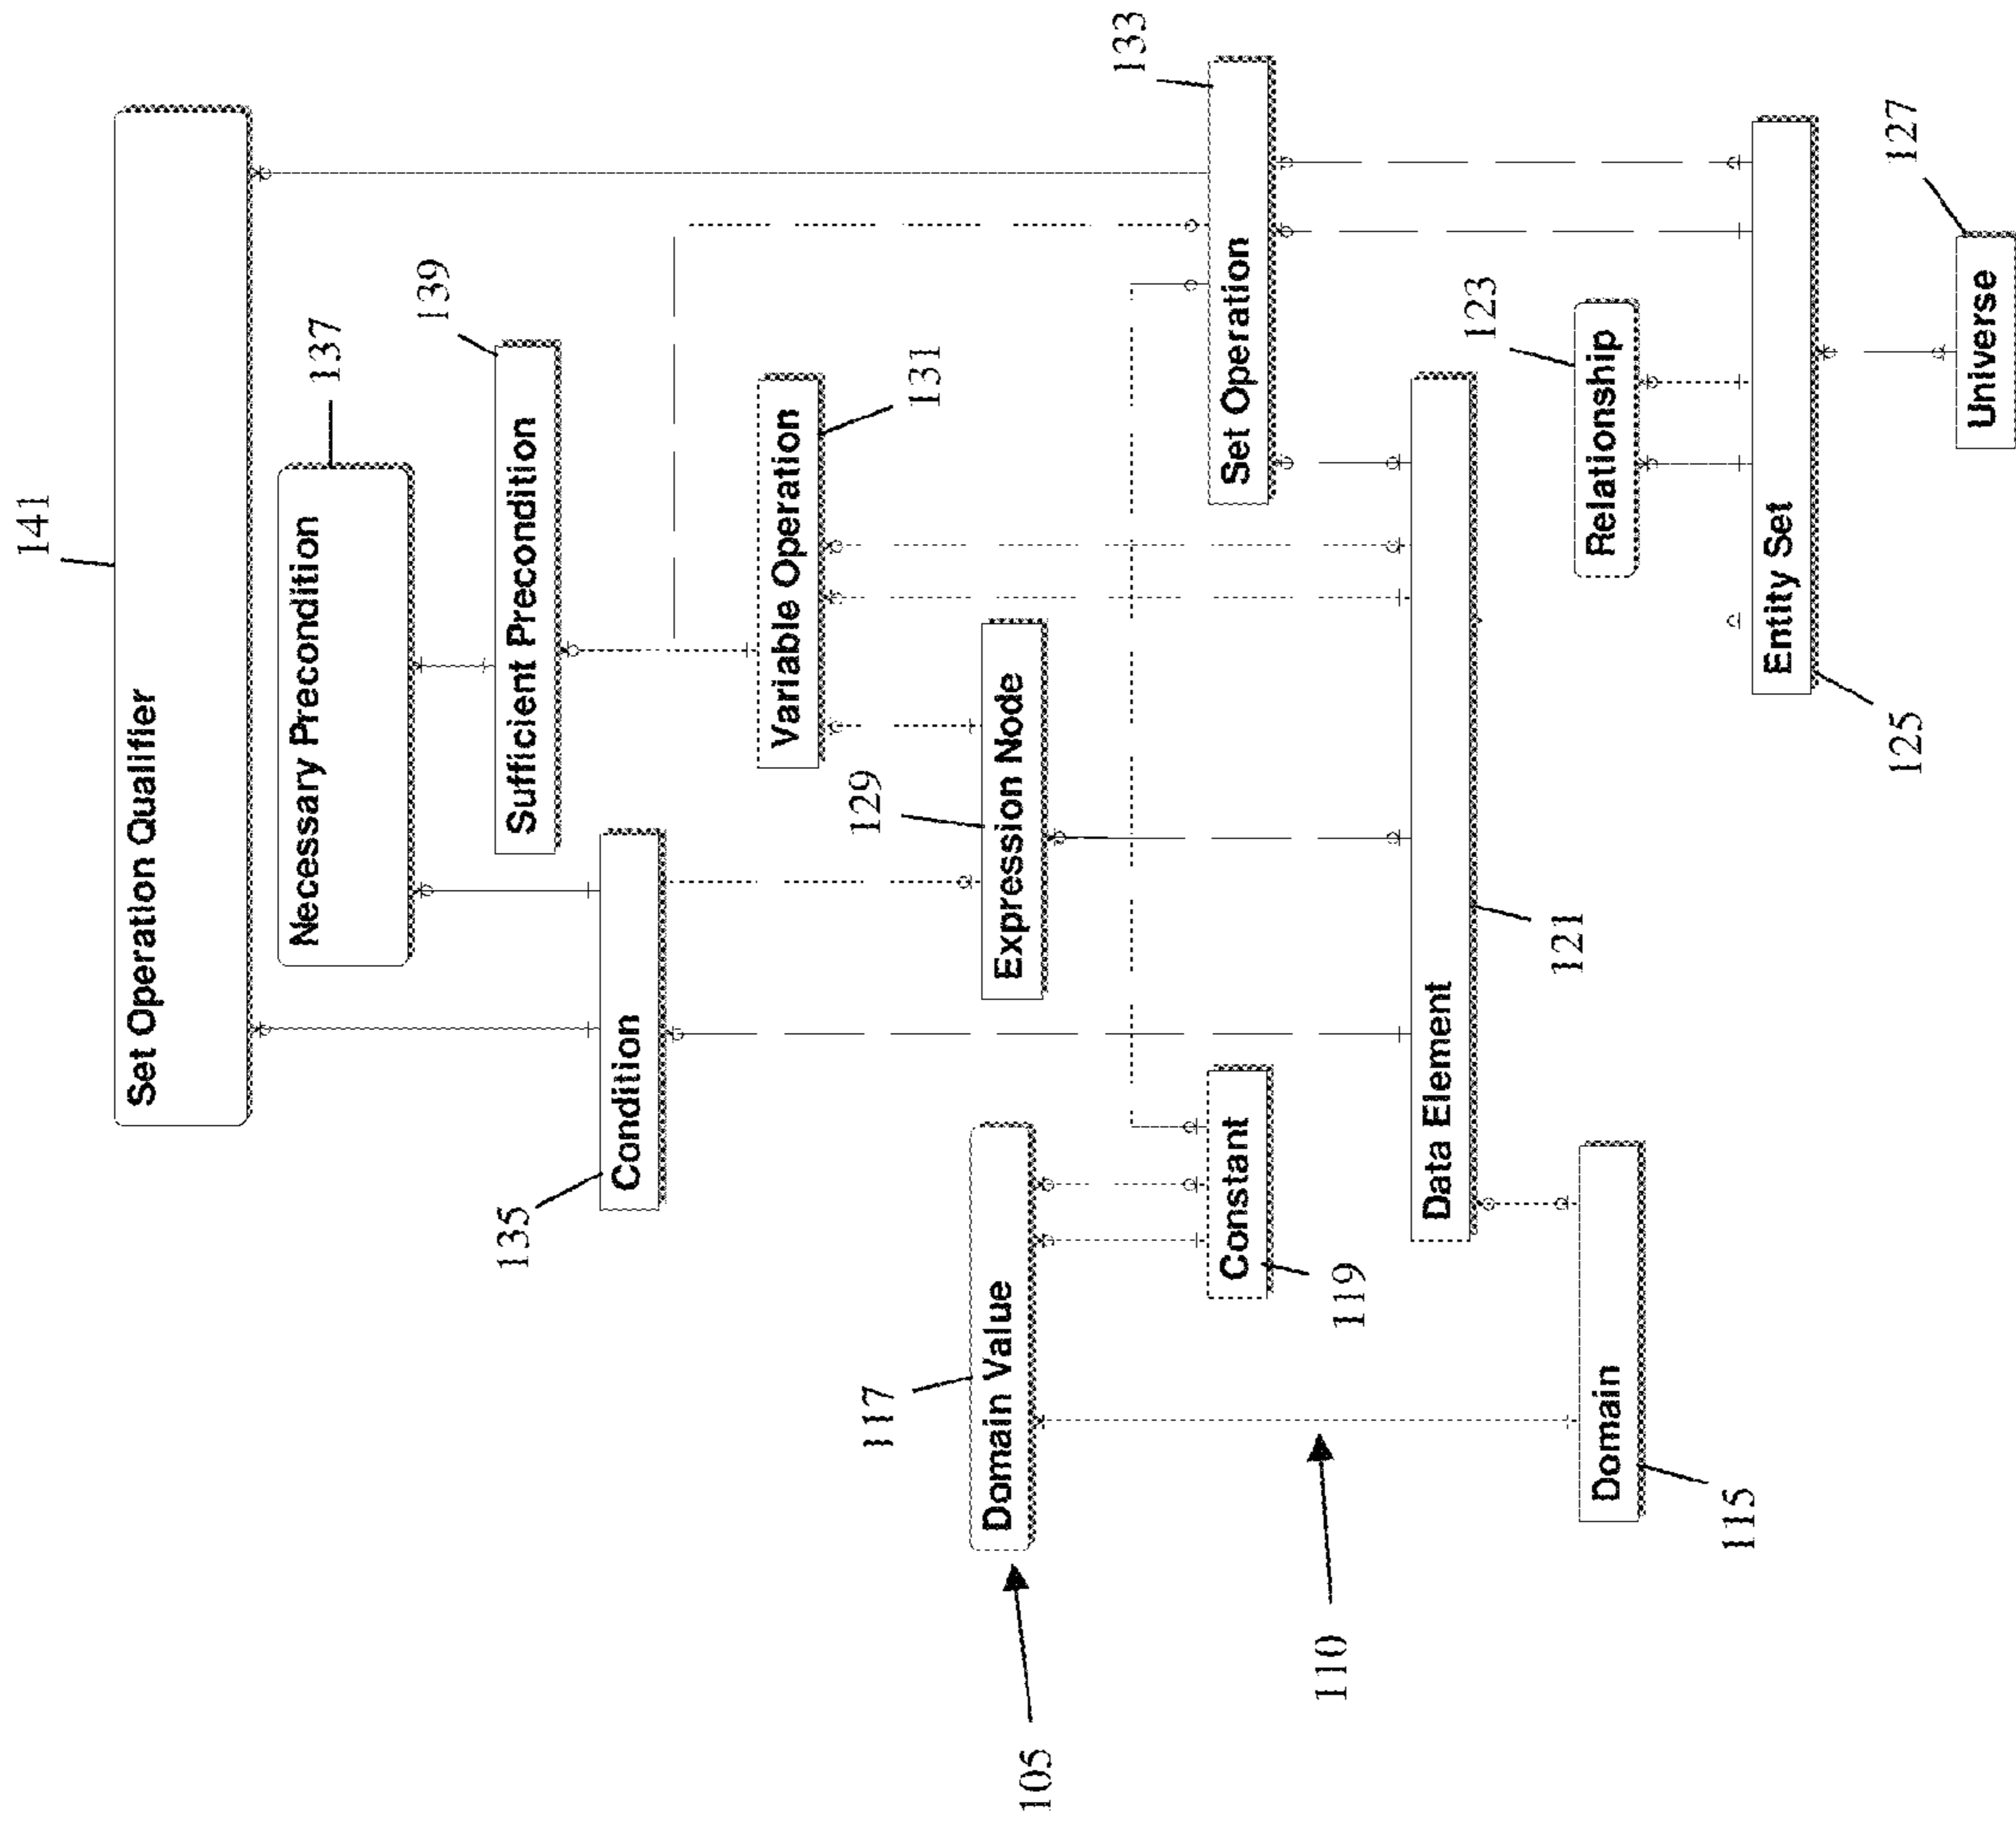 141
Set Operation Qualifier
137
Necessary Precondition
139
Sufficient Precondition
135
Condition
131
Variable Operation
129
Expression Node
133
Set Operation
117
Domain Value
105
110
119
Constant
121
Data Element
123
Relationship
115
Domain
125
Entity Set
127
Universe